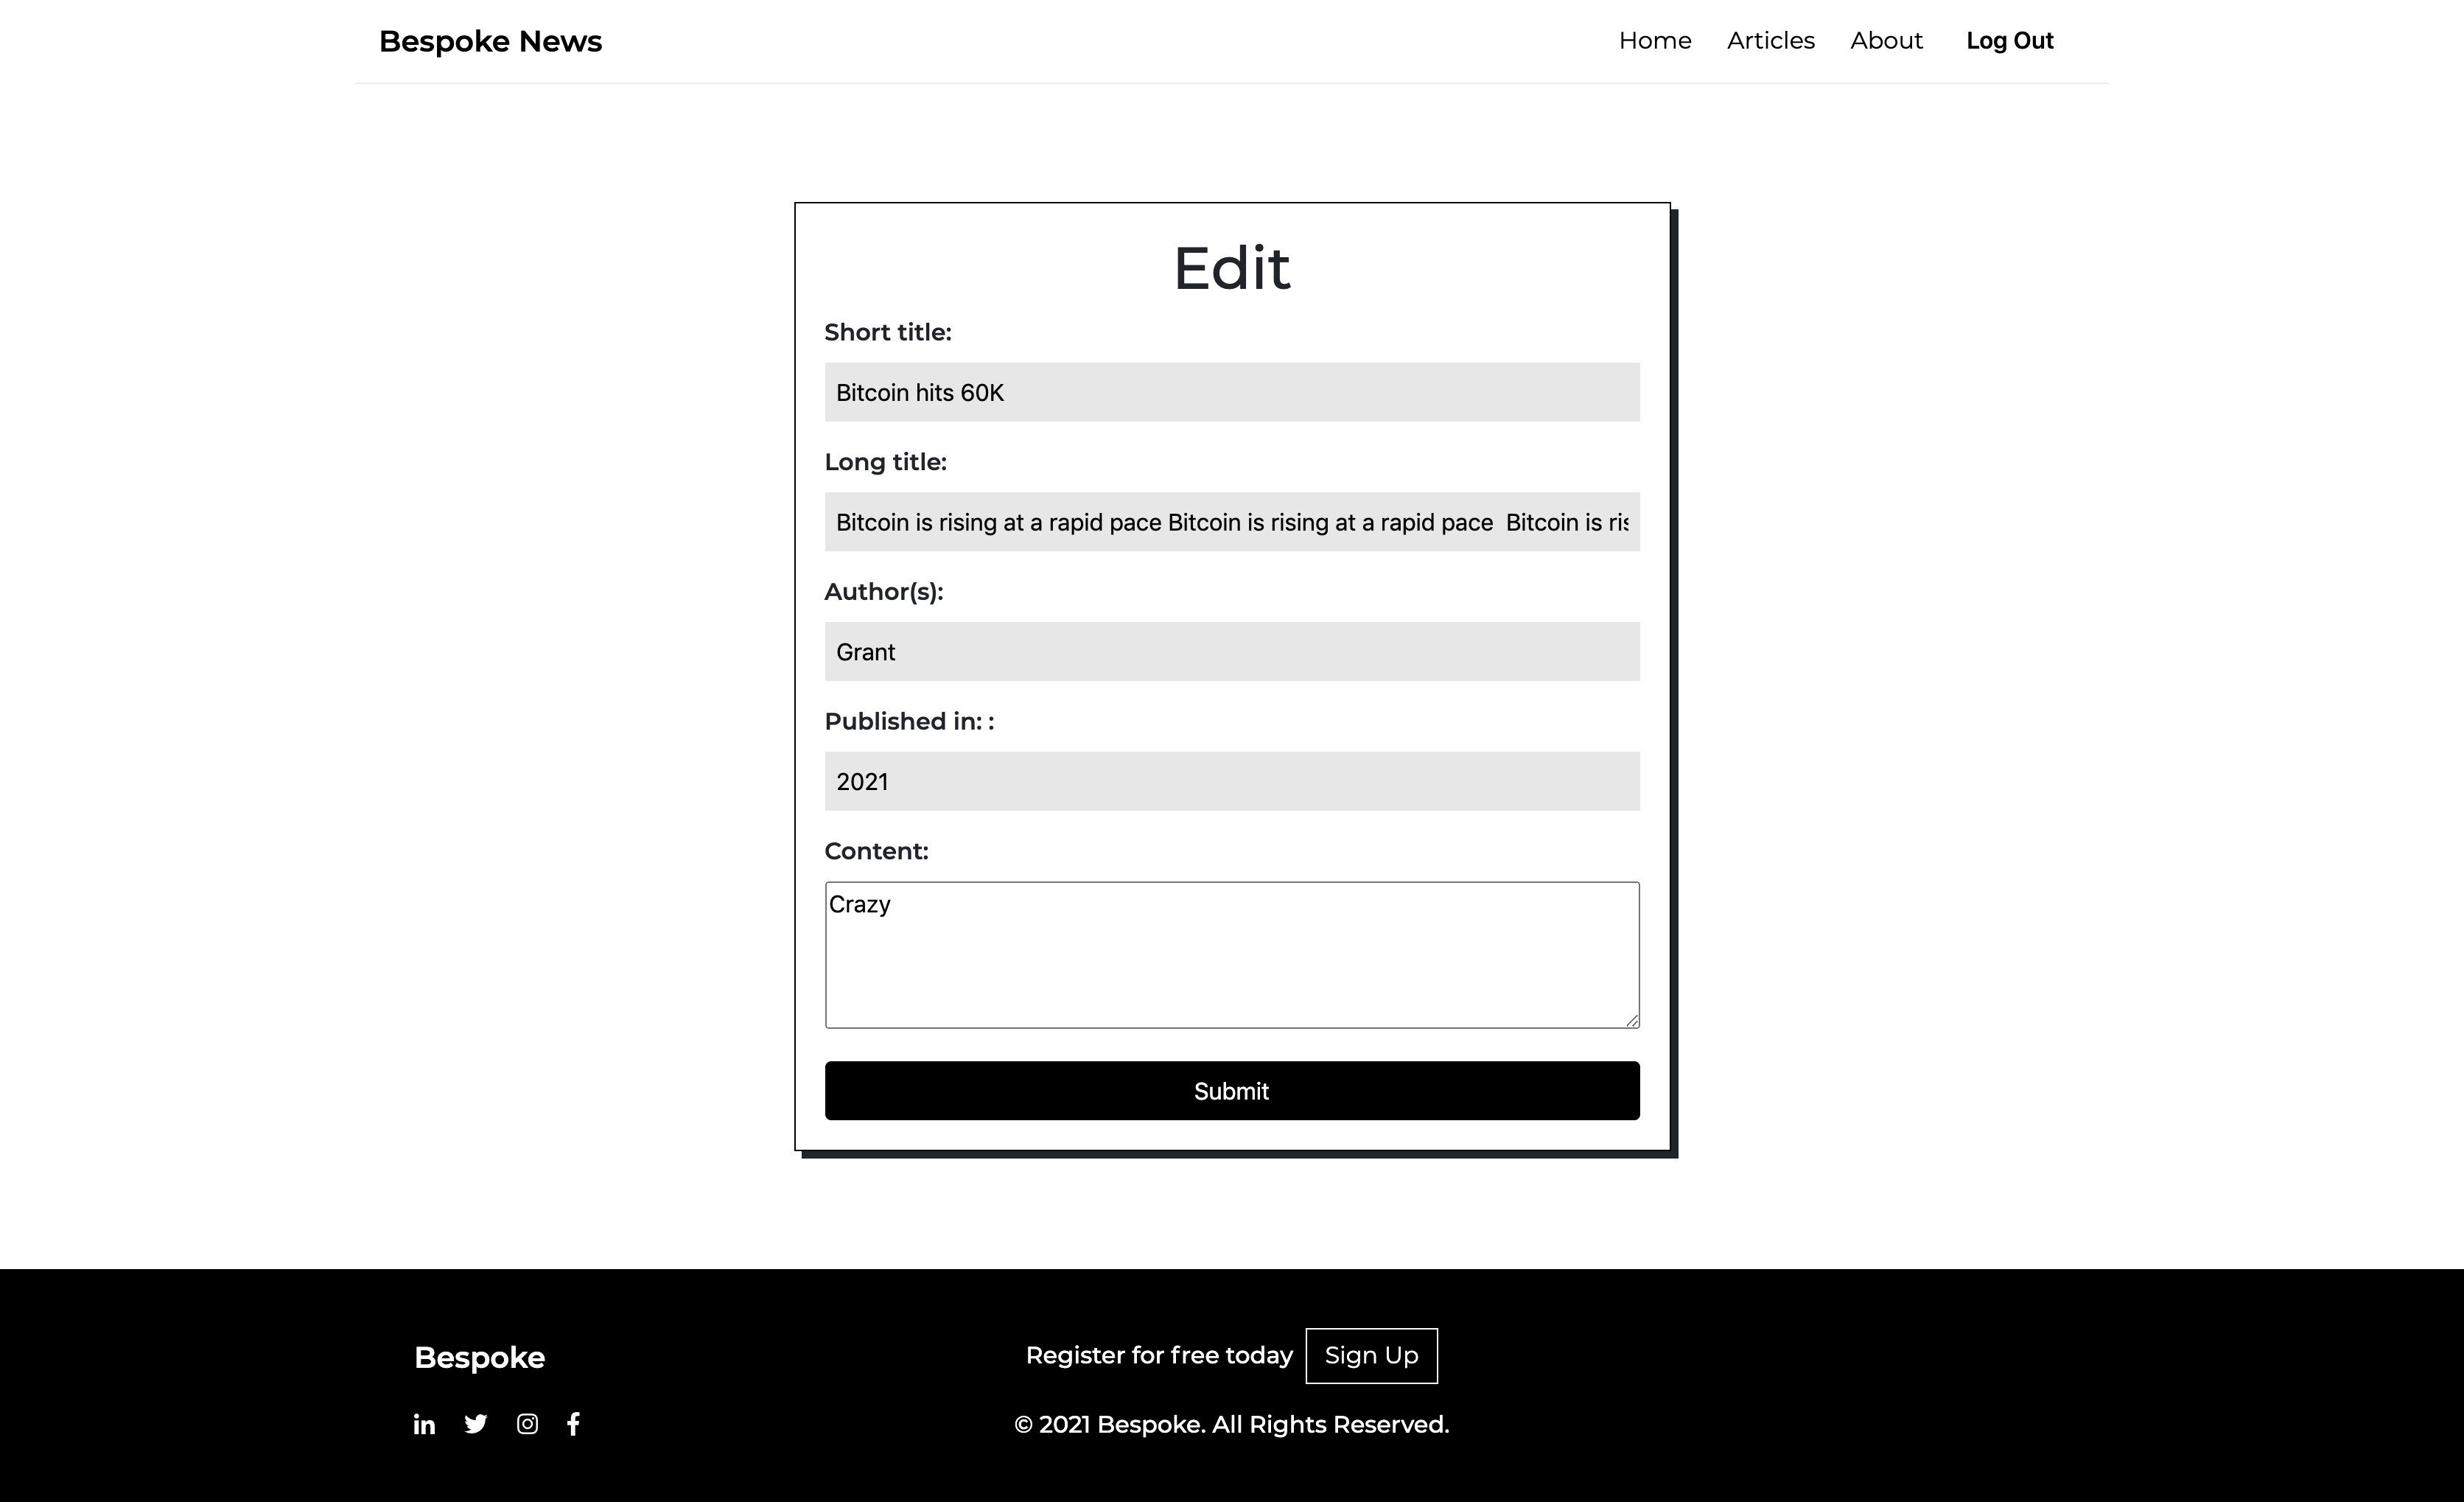 Bespoke News
Home Articles About Log Out
Edit
Short title:
Bitcoin hits 60K
Long title:
Bitcoin is rising at a rapid pace Bitcoin is rising at a rapid pace  Bitcoin is
Author(s):
Grant
Published in: :
2021
Content:
Crazy
Submit
Bespoke
Register for free today Sign Up
© 2021 Bespoke. All Rights Reserved.